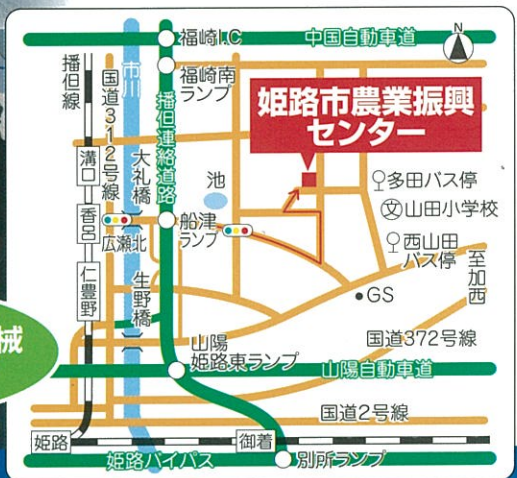 福崎I.C
中国自動車道
N
播但線
国道312号線
市川
播但連絡道路
福崎南
ランプ
姫路市農業振興
センター
溝口
大礼橋
池
多田バス停
文
山田小学校
香呂
広瀬北
船津
ランプ
西山田
バス停
至加西
仁豊野
生野橋
GS
械
山陽
姫路東ランプ
国道372号線
山陽自動車道
国道2号線
姫路
御着
姫路バイパス
別所ランプ